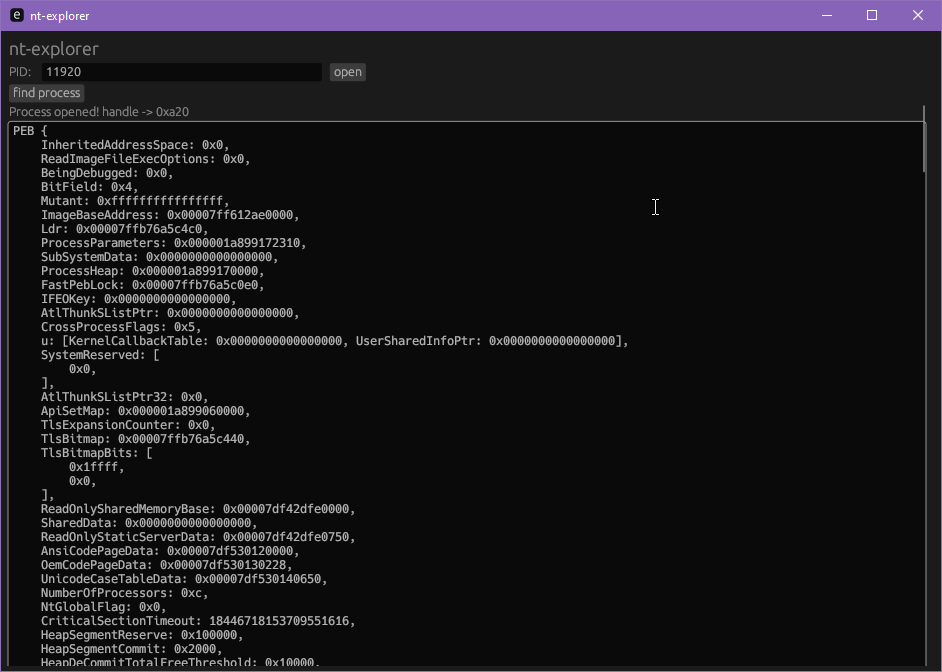 e nt-explorer
nt-explorer
PID: 11920 open
find process
Process opened! handle -> 0xa20
PEB {
    InheritedAddressSpace: 0x0,
    ReadImageFileExecOptions: 0x0,
    BeingDebugged: 0x0,
    BitField: 0x4,
    Mutant: 0xffffffffffffffff,
    ImageBaseAddress: 0x00007ff612ae0000,
    Ldr: 0x00007ffb76a5c4c0,
    ProcessParameters: 0x000001a899172310,
    SubSystemData: 0x0000000000000000,
    ProcessHeap: 0x000001a899170000,
    FastPebLock: 0x00007ffb76a5c0e0,
    IFEOKey: 0x0000000000000000,
    AtlThunkSListPtr: 0x0000000000000000,
    CrossProcessFlags: 0x5,
    u: [KernelCallbackTable: 0x0000000000000000, UserSharedInfoPtr: 0x0000000000000000],
    SystemReserved: [
        0x0,
    ],
    AtlThunkSListPtr32: 0x0,
    ApiSetMap: 0x000001a899060000,
    TlsExpansionCounter: 0x0,
    TlsBitmap: 0x00007ffb76a5c440,
    TlsBitmapBits: [
        0x1ffff,
        0x0,
    ],
    ReadOnlySharedMemoryBase: 0x00007df42dfe0000,
    SharedData: 0x0000000000000000,
    ReadOnlyStaticServerData: 0x00007df42dfe0750,
    AnsiCodePageData: 0x00007df530120000,
    OemCodePageData: 0x00007df530130228,
    UnicodeCaseTableData: 0x00007df530140650,
    NumberOfProcessors: 0xc,
    NtGlobalFlag: 0x0,
    CriticalSectionTimeout: 18446718153709551616,
    HeapSegmentReserve: 0x100000,
    HeapSegmentCommit: 0x2000,
    HeapDeCommitTotalFreeThreshold: 0x10000,